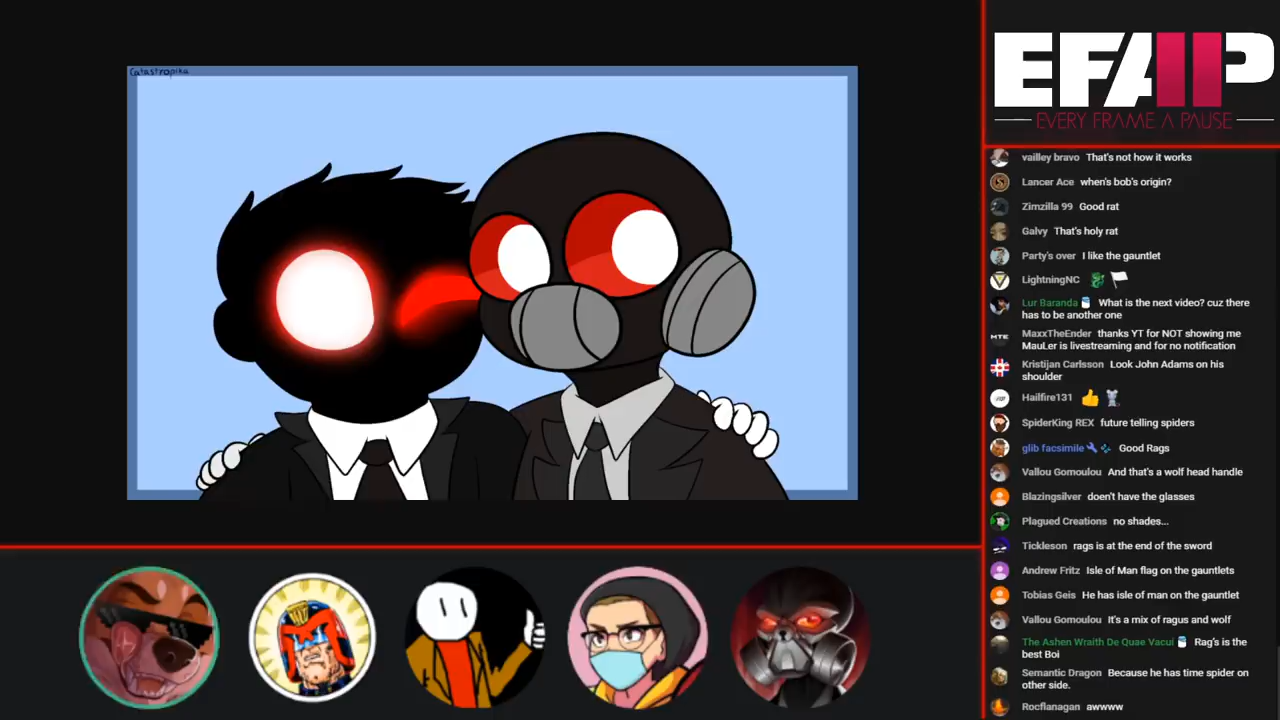 Catastropika
EFAP
EVERY FRAME A PAUSE
vailley bravo That's not how it works
Lancer Ace when's bob's origin?
Zimzilla 99 Good rat
Galvy That's holy rat
Party's over I like the gauntlet
LightningNC
Lur Baranda What is the next video? cuz there
has to be another one
MaxxTheEnder thanks YT for NOT showing me
MauLer is livestreaming and for no notification
Kristijan Carlsson Look John Adams on his
shoulder
Hailfire131
SpiderKing REX future telling spiders
glib facsimile Good Rags
Vallou Gomoulou And that's a wolf head handle
Blazingsilver doen't have the glasses
Plagued Creations no shades...
Tickleson rags is at the end of the sword
Andrew Fritz Isle of Man flag on the gauntlets
Tobias Geis He has isle of man on the gauntlet
Vallou Gomoulou It's a mix of ragus and wolf
The Ashen Wraith De Quae Vacui Rag's is the
best Boi
Semantic Dragon Because he has time spider on
other side.
Rocflanagan awwww